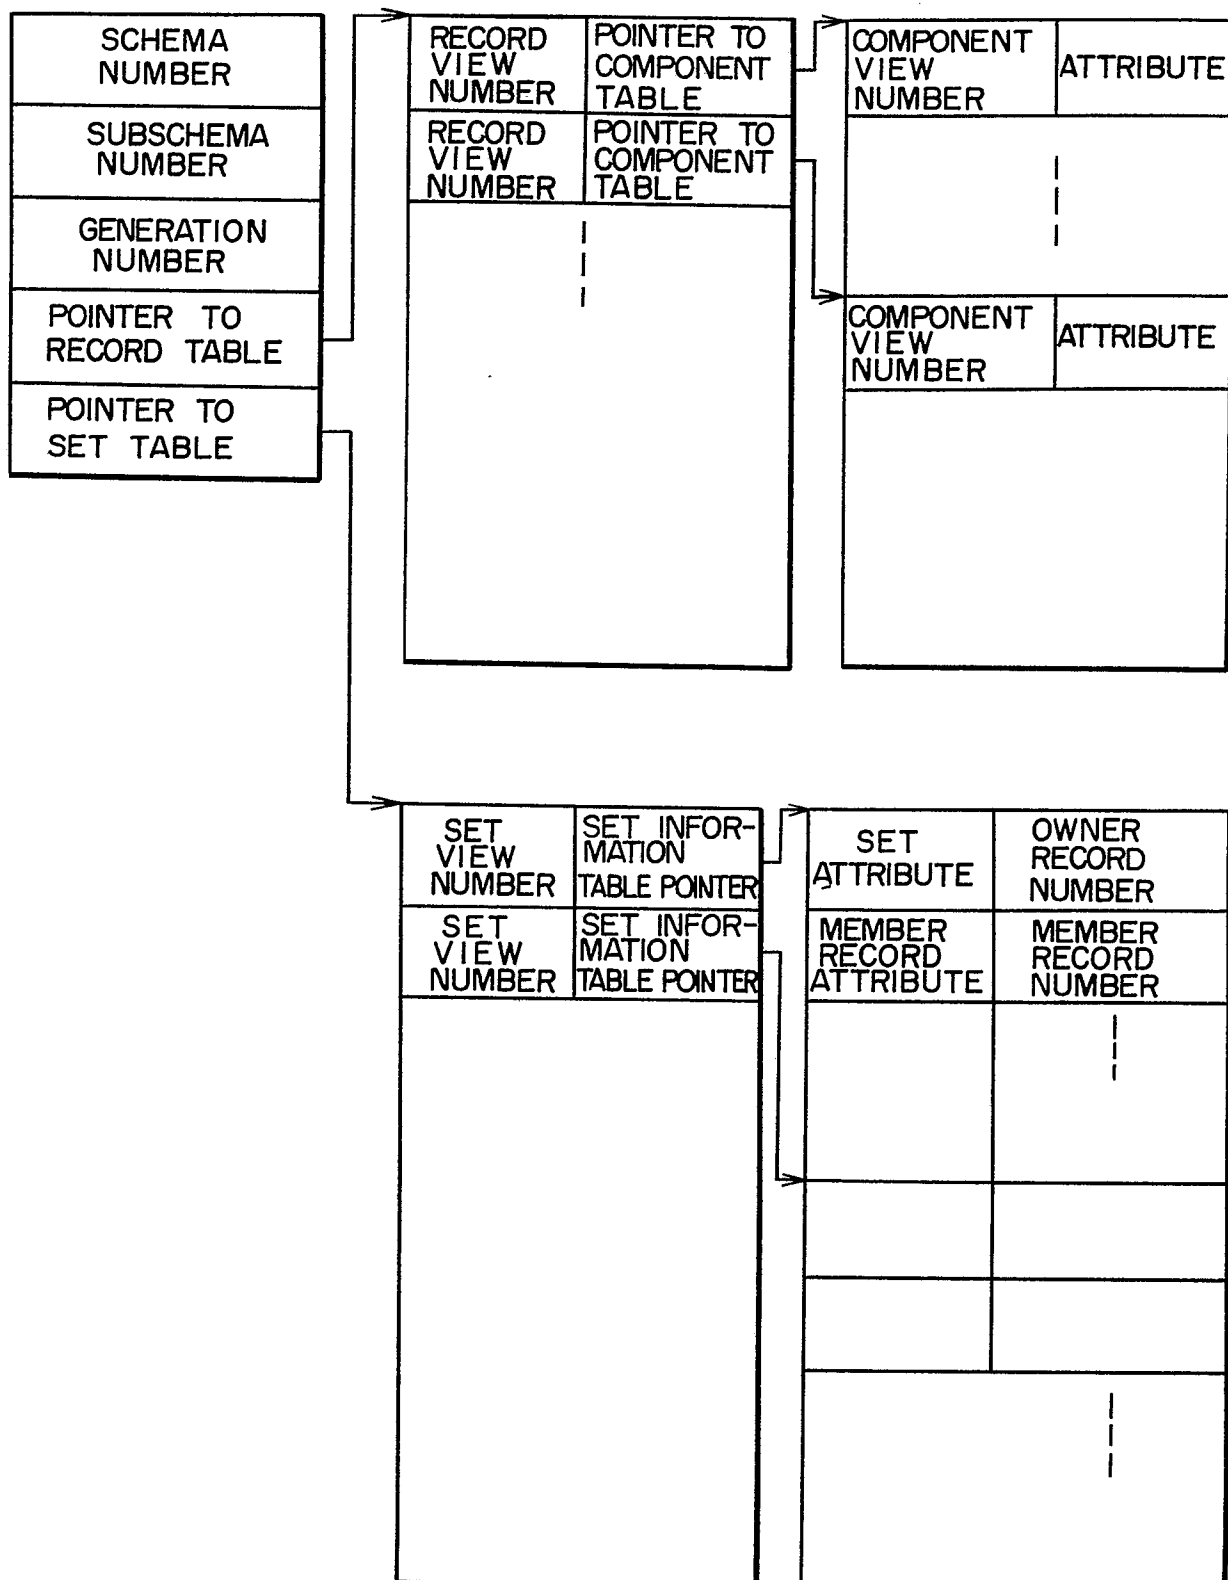 SCHEMA
NUMBER
SUBSCHEMA
NUMBER
GENERATION
NUMBER
POINTER TO
RECORD TABLE
POINTER TO
SET TABLE
RECORD
VIEW
NUMBER
POINTER TO
COMPONENT
TABLE
RECORD
VIEW
NUMBER
POINTER TO
COMPONENT
TABLE
COMPONENT
VIEW
NUMBER
ATTRIBUTE
COMPONENT
VIEW
NUMBER
ATTRIBUTE
SET
VIEW
NUMBER
SET INFOR-
MATION
TABLE POINTER
SET
VIEW
NUMBER
SET INFOR-
MATION
TABLE POINTER
SET
ATTRIBUTE
OWNER
RECORD
NUMBER
MEMBER
RECORD
ATTRIBUTE
MEMBER
RECORD
NUMBER